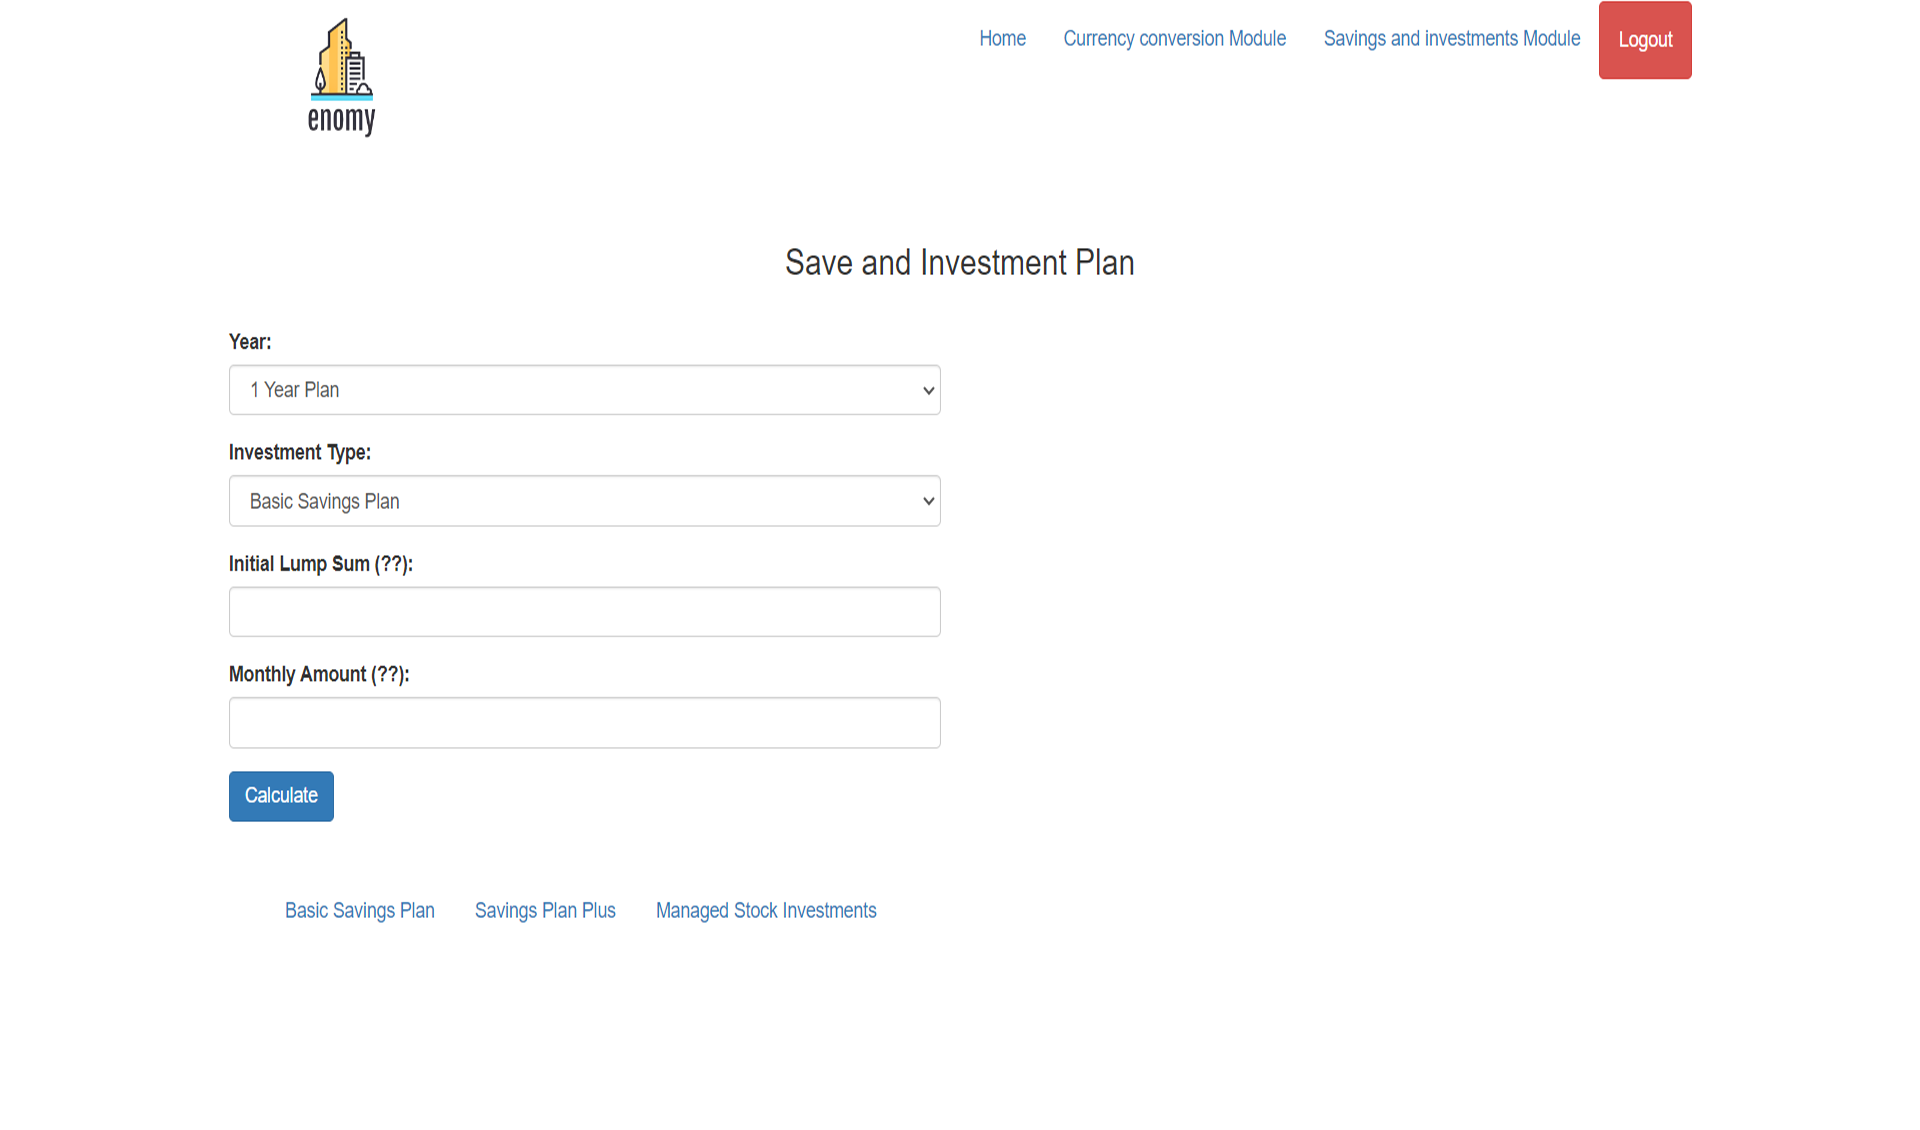 enomy
Home Currency conversion Module Savings and investments Module Logout
Save and Investment Plan
Year:
1 Year Plan
Investment Type:
Basic Savings Plan
Initial Lump Sum (??):
Monthly Amount (??):
Calculate
Basic Savings Plan Savings Plan Plus Managed Stock Investments